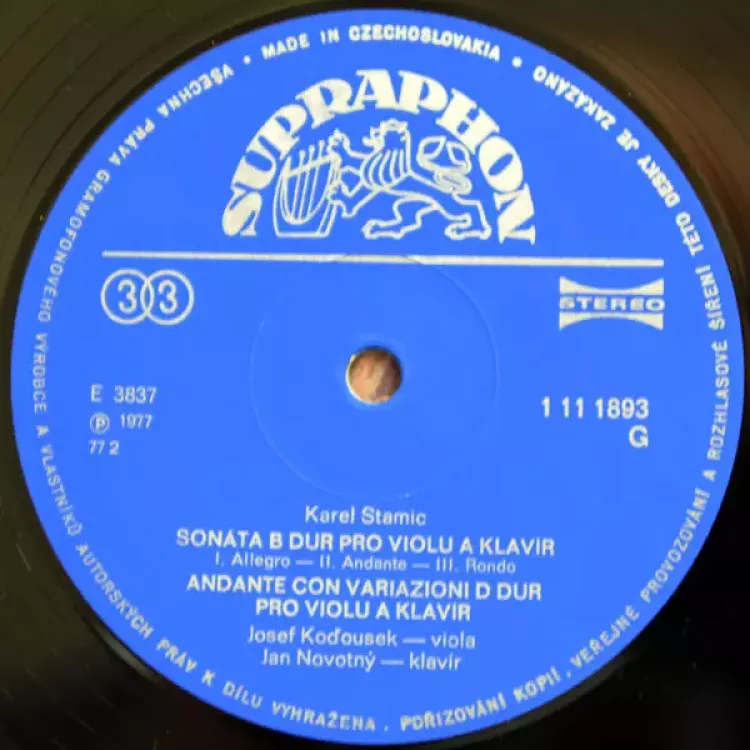 VŠECHNA PRÁVA GRAMOFONOVÉHO VÝROBCE A VLASTNÍKŮ AUTORSKÝCH PRÁV K DÍLU VYHRAŽENA. POŘIZOVÁNÍ KOPIÍ, VEŘEJNÉ PROVOZOVÁNÍ A ROZHLASOVÉ ŠÍŘENÍ TÉTO DESKY JE ZAKÁZÁNO • MADE IN CZECHOSLOVAKIA •
SUPRAPHON
33
STEREO
E 3837
1 11 1893
Ⓟ 1977
G
77 2
Karel Stamic
SONÁTA B DUR PRO VIOLU A KLAVÍR
I. Allegro — II. Andante — III. Rondo
ANDANTE CON VARIAZIONI D DUR
PRO VIOLU A KLAVÍR
Josef Koďousek — viola
Jan Novotný — klavír